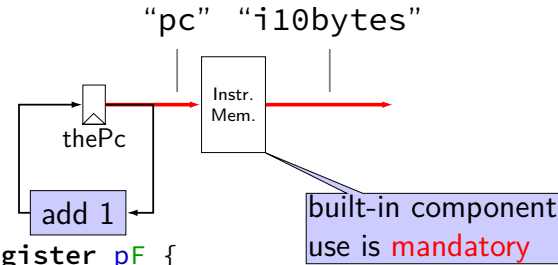 “pc” “i10bytes”
Instr.
Mem.
thePc
add 1
built-in component
use is mandatory
gister pF {